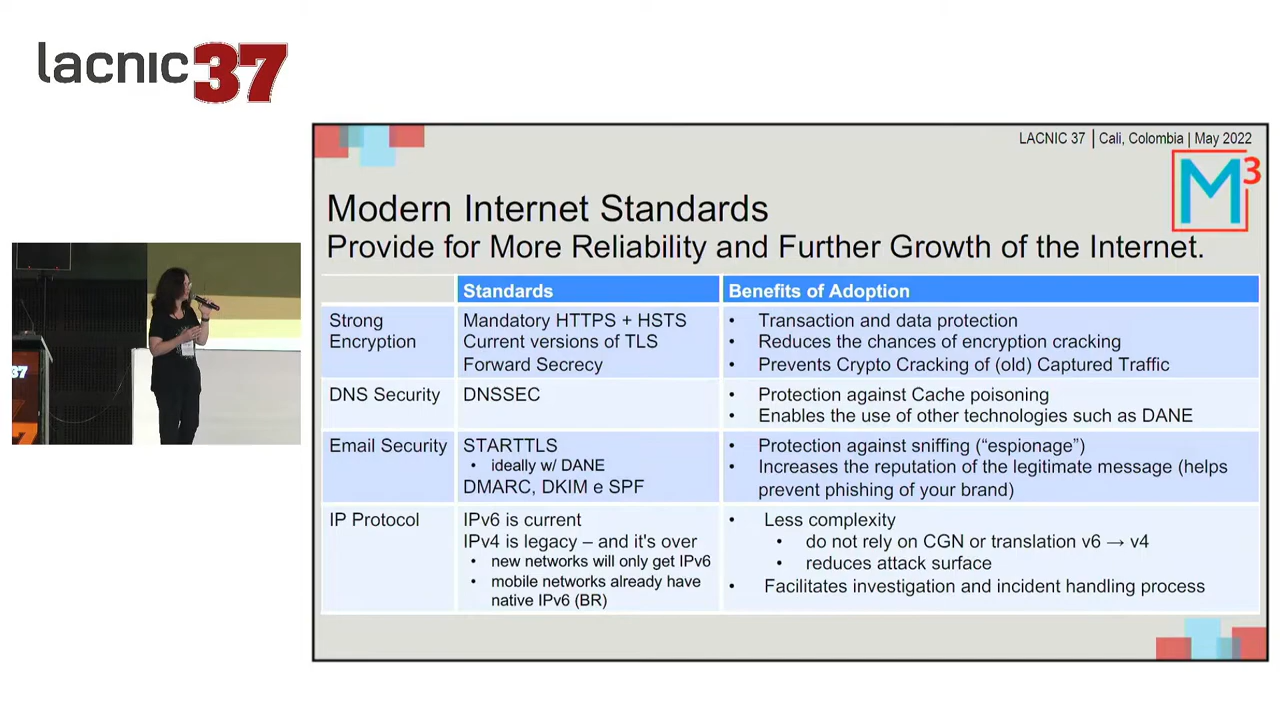 lacnic 37
LACNIC 37 | Cali, Colombia | May 2022
M3
Modern Internet Standards
Provide for More Reliability and Further Growth of the Internet.
Standards
Benefits of Adoption
Strong
Encryption
Mandatory HTTPS + HSTS
Current versions of TLS
Forward Secrecy
• Transaction and data protection
• Reduces the chances of encryption cracking
• Prevents Crypto Cracking of (old) Captured Traffic
DNS Security
DNSSEC
• Protection against Cache poisoning
• Enables the use of other technologies such as DANE
Email Security
STARTTLS
• ideally w/ DANE
DMARC, DKIM e SPF
• Protection against sniffing (“espionage”)
• Increases the reputation of the legitimate message (helps
prevent phishing of your brand)
IP Protocol
IPv6 is current
IPv4 is legacy – and it's over
• new networks will only get IPv6
• mobile networks already have
native IPv6 (BR)
• Less complexity
• do not rely on CGN or translation v6 → v4
• reduces attack surface
• Facilitates investigation and incident handling process
37